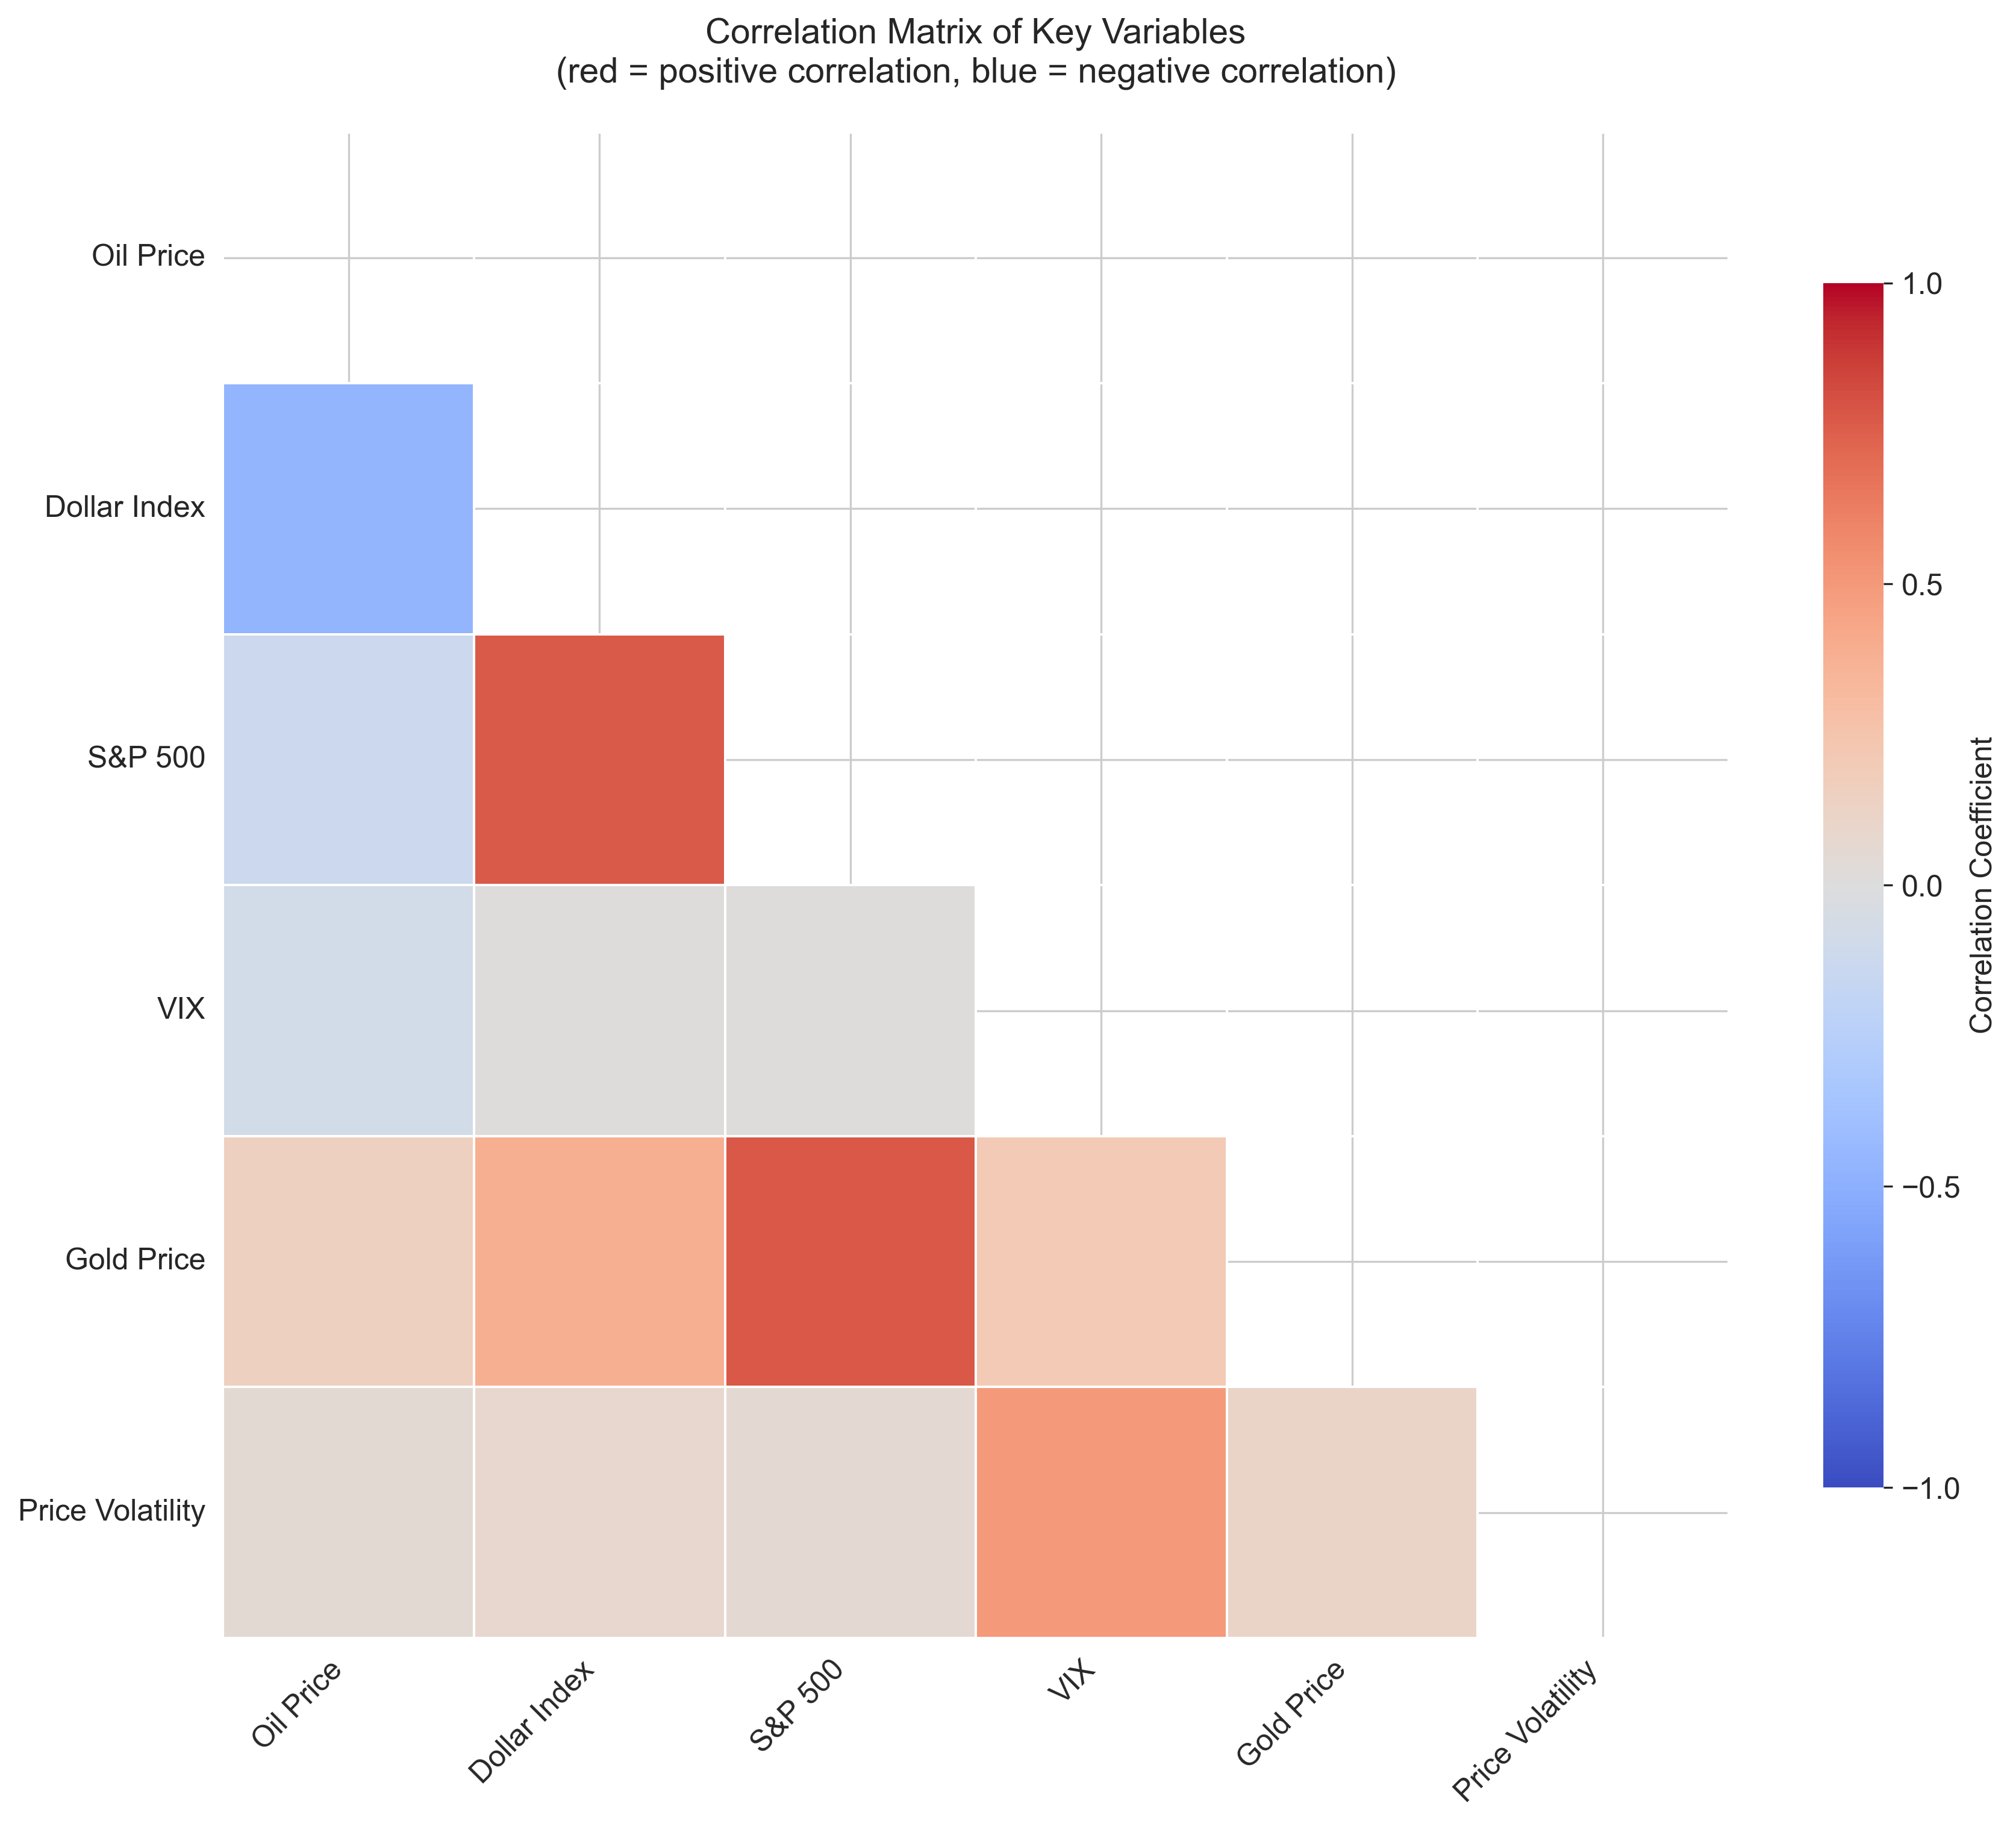 Correlation Matrix of Key Variables
(red = positive correlation, blue = negative correlation)
Oil Price
Dollar Index
S&P 500
VIX
Gold Price
Price Volatility
Oil Price
Dollar Index
S&P 500
VIX
Gold Price
Price Volatility
1.0
0.5
0.0
−0.5
−1.0
Correlation Coefficient